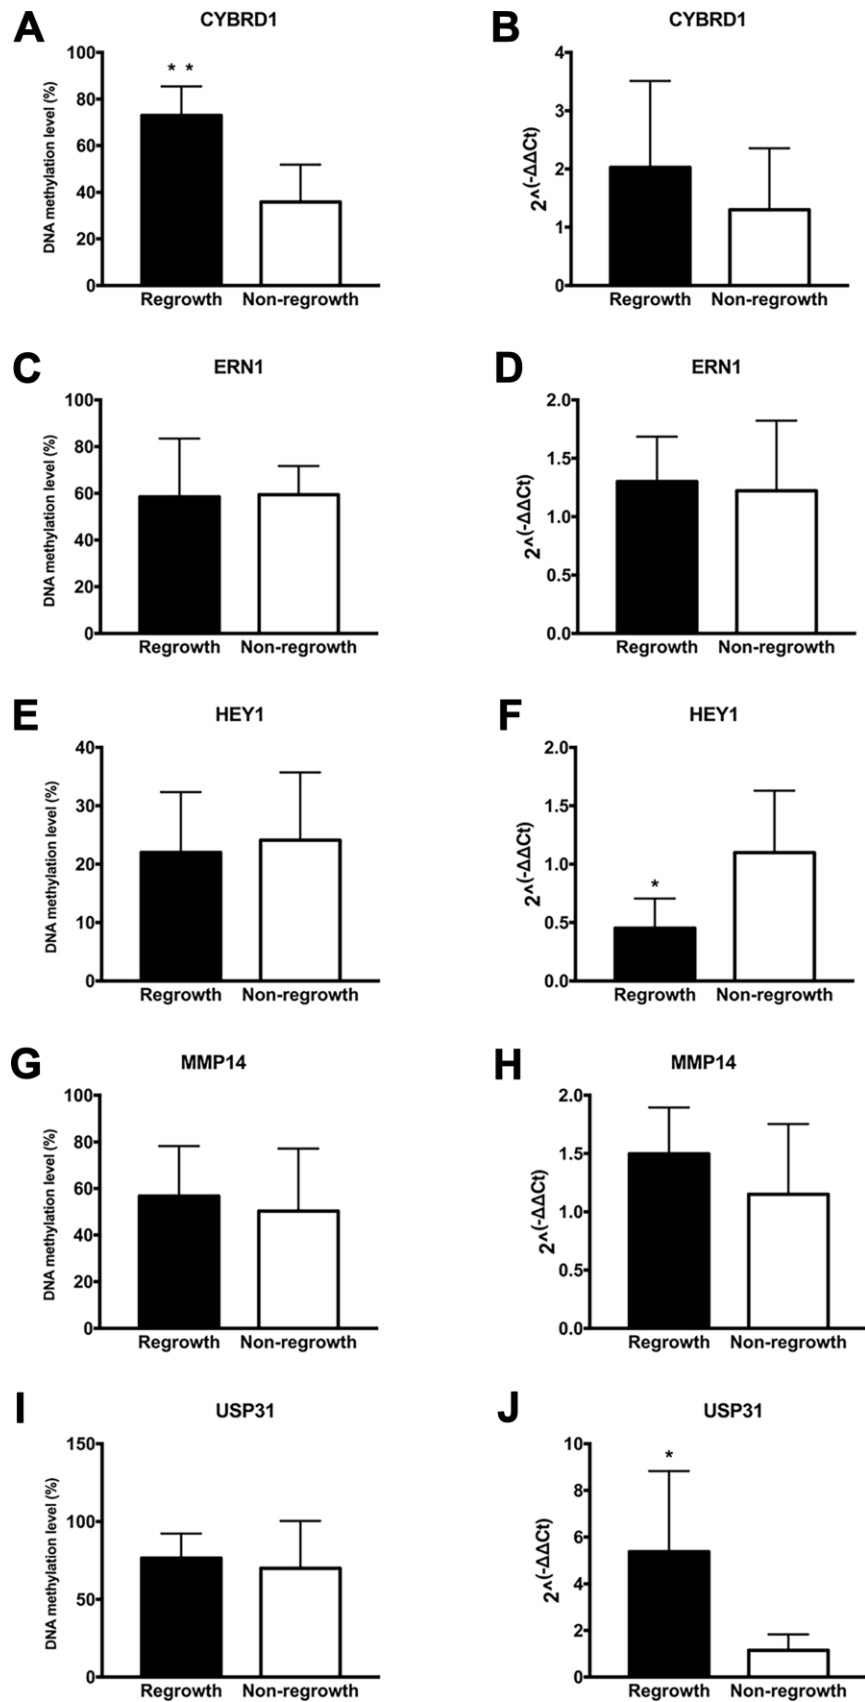 A
CYBRD1
DNA methylation level (%)
100
80
60
40
20
0
* *
Regrowth
Non-regrowth
B
CYBRD1
2^(-ΔΔCt)
4
3
2
1
0
Regrowth
Non-regrowth
C
ERN1
DNA methylation level (%)
100
80
60
40
20
0
Regrowth
Non-regrowth
D
ERN1
2^(-ΔΔCt)
2.0
1.5
1.0
0.5
0.0
Regrowth
Non-regrowth
E
HEY1
DNA methylation level (%)
40
30
20
10
0
Regrowth
Non-regrowth
F
HEY1
2^(-ΔΔCt)
2.0
1.5
1.0
0.5
0.0
*
Regrowth
Non-regrowth
G
MMP14
DNA methylation level (%)
100
80
60
40
20
0
Regrowth
Non-regrowth
H
MMP14
2^(-ΔΔCt)
2.0
1.5
1.0
0.5
0.0
Regrowth
Non-regrowth
I
USP31
DNA methylation level (%)
150
100
50
0
Regrowth
Non-regrowth
J
USP31
2^(-ΔΔCt)
10
8
6
4
2
0
*
Regrowth
Non-regrowth